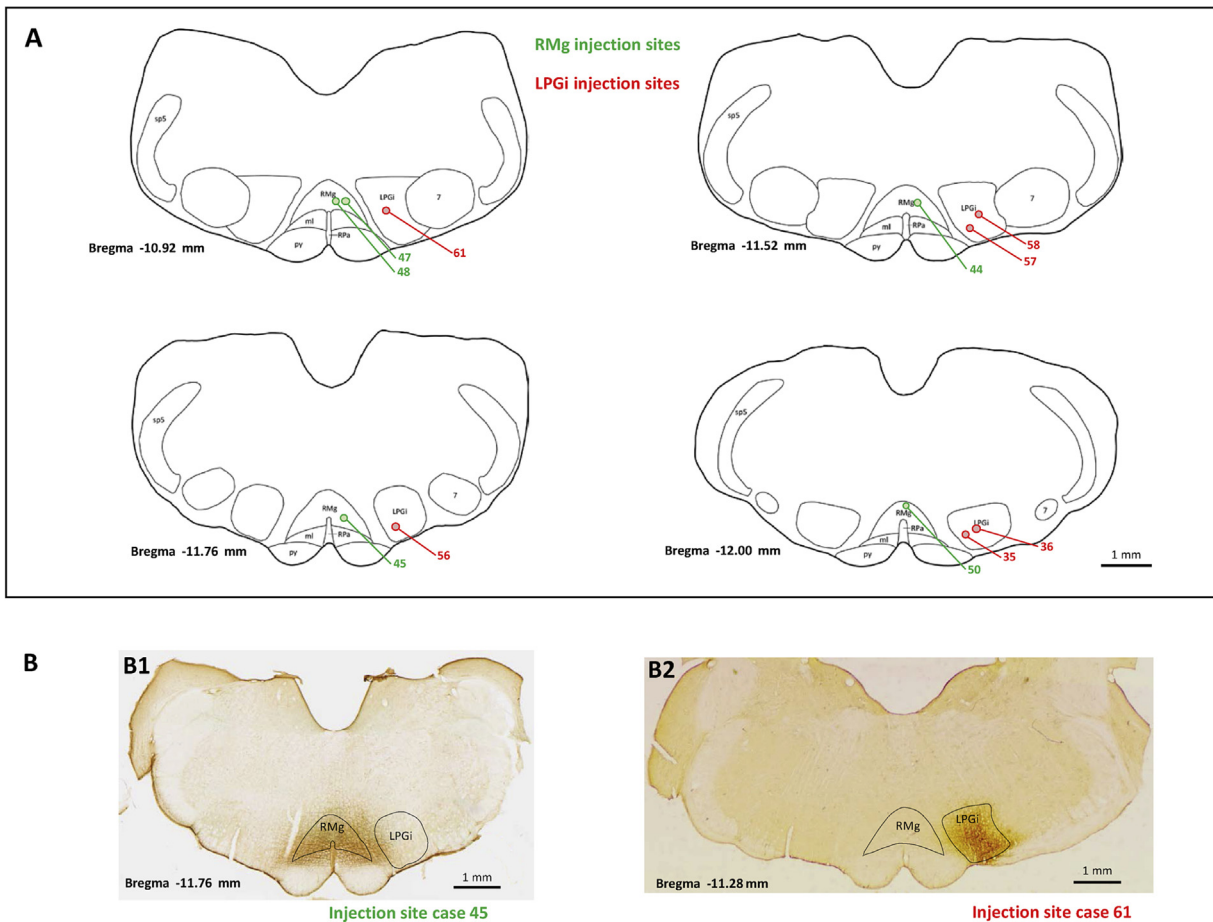 A
RMg injection sites
LPGi injection sites
sp5
RMg
LPGi
7
ml
RPa
py
Bregma -10.92 mm
47
48
61
sp5
RMg
LPGi
7
ml
RPa
py
Bregma -11.52 mm
58
57
44
sp5
RMg
LPGi
7
ml
RPa
py
Bregma -11.76 mm
56
45
sp5
RMg
LPGi
7
ml
RPa
py
Bregma -12.00 mm
36
35
50
1 mm
B
B1
RMg
LPGi
Bregma -11.76 mm
1 mm
Injection site case 45
B2
RMg
LPGi
Bregma -11.28 mm
1 mm
Injection site case 61